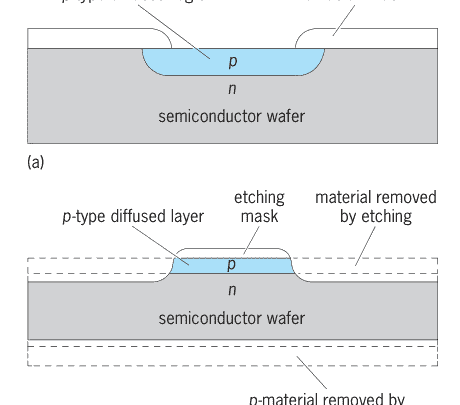 p
n
semiconductor wafer
(a)
etching
mask
material removed
by etching
p-type diffused layer
p
n
semiconductor wafer
p-material removed by